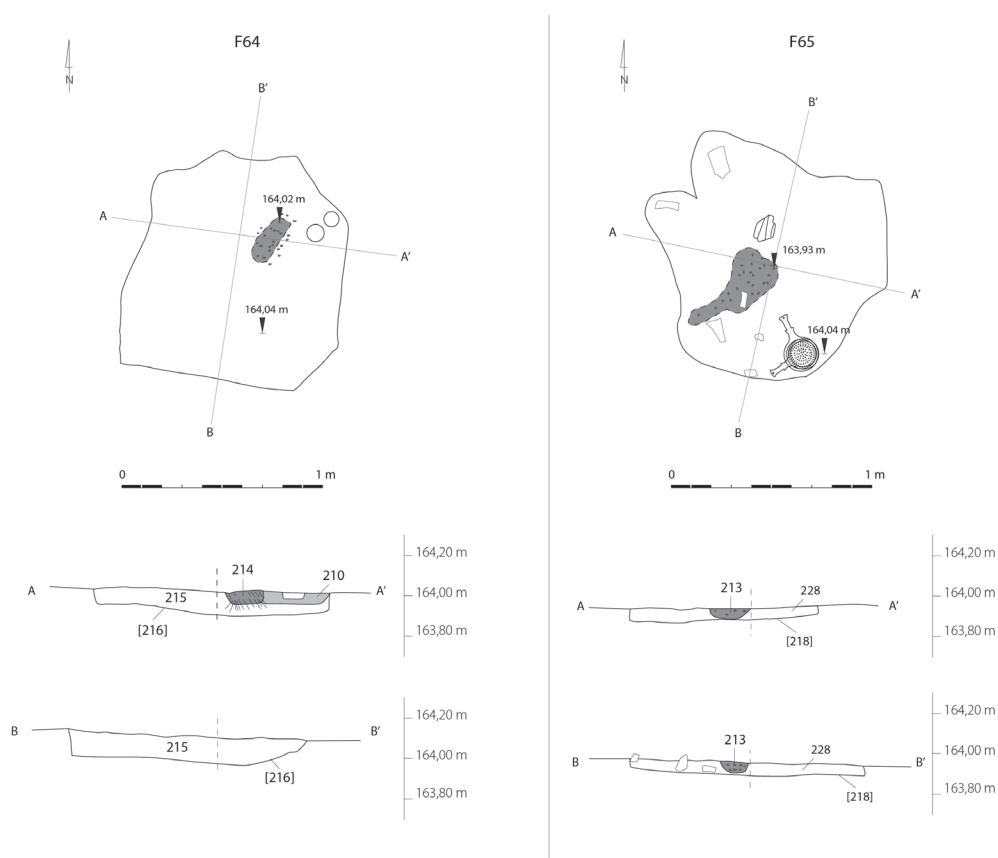 F64
N
B'
A
164,02 m
A'
164,04 m
B
0 1 m
164,20 m
164,00 m
163,80 m
A
214
210
A'
215
[216]
164,20 m
164,00 m
163,80 m
B
B'
215
[216]
F65
N
B'
A
163,93 m
A'
164,04 m
B
0 1 m
164,20 m
164,00 m
163,80 m
A
213
228
A'
[218]
164,20 m
164,00 m
163,80 m
B
213
228
B'
[218]